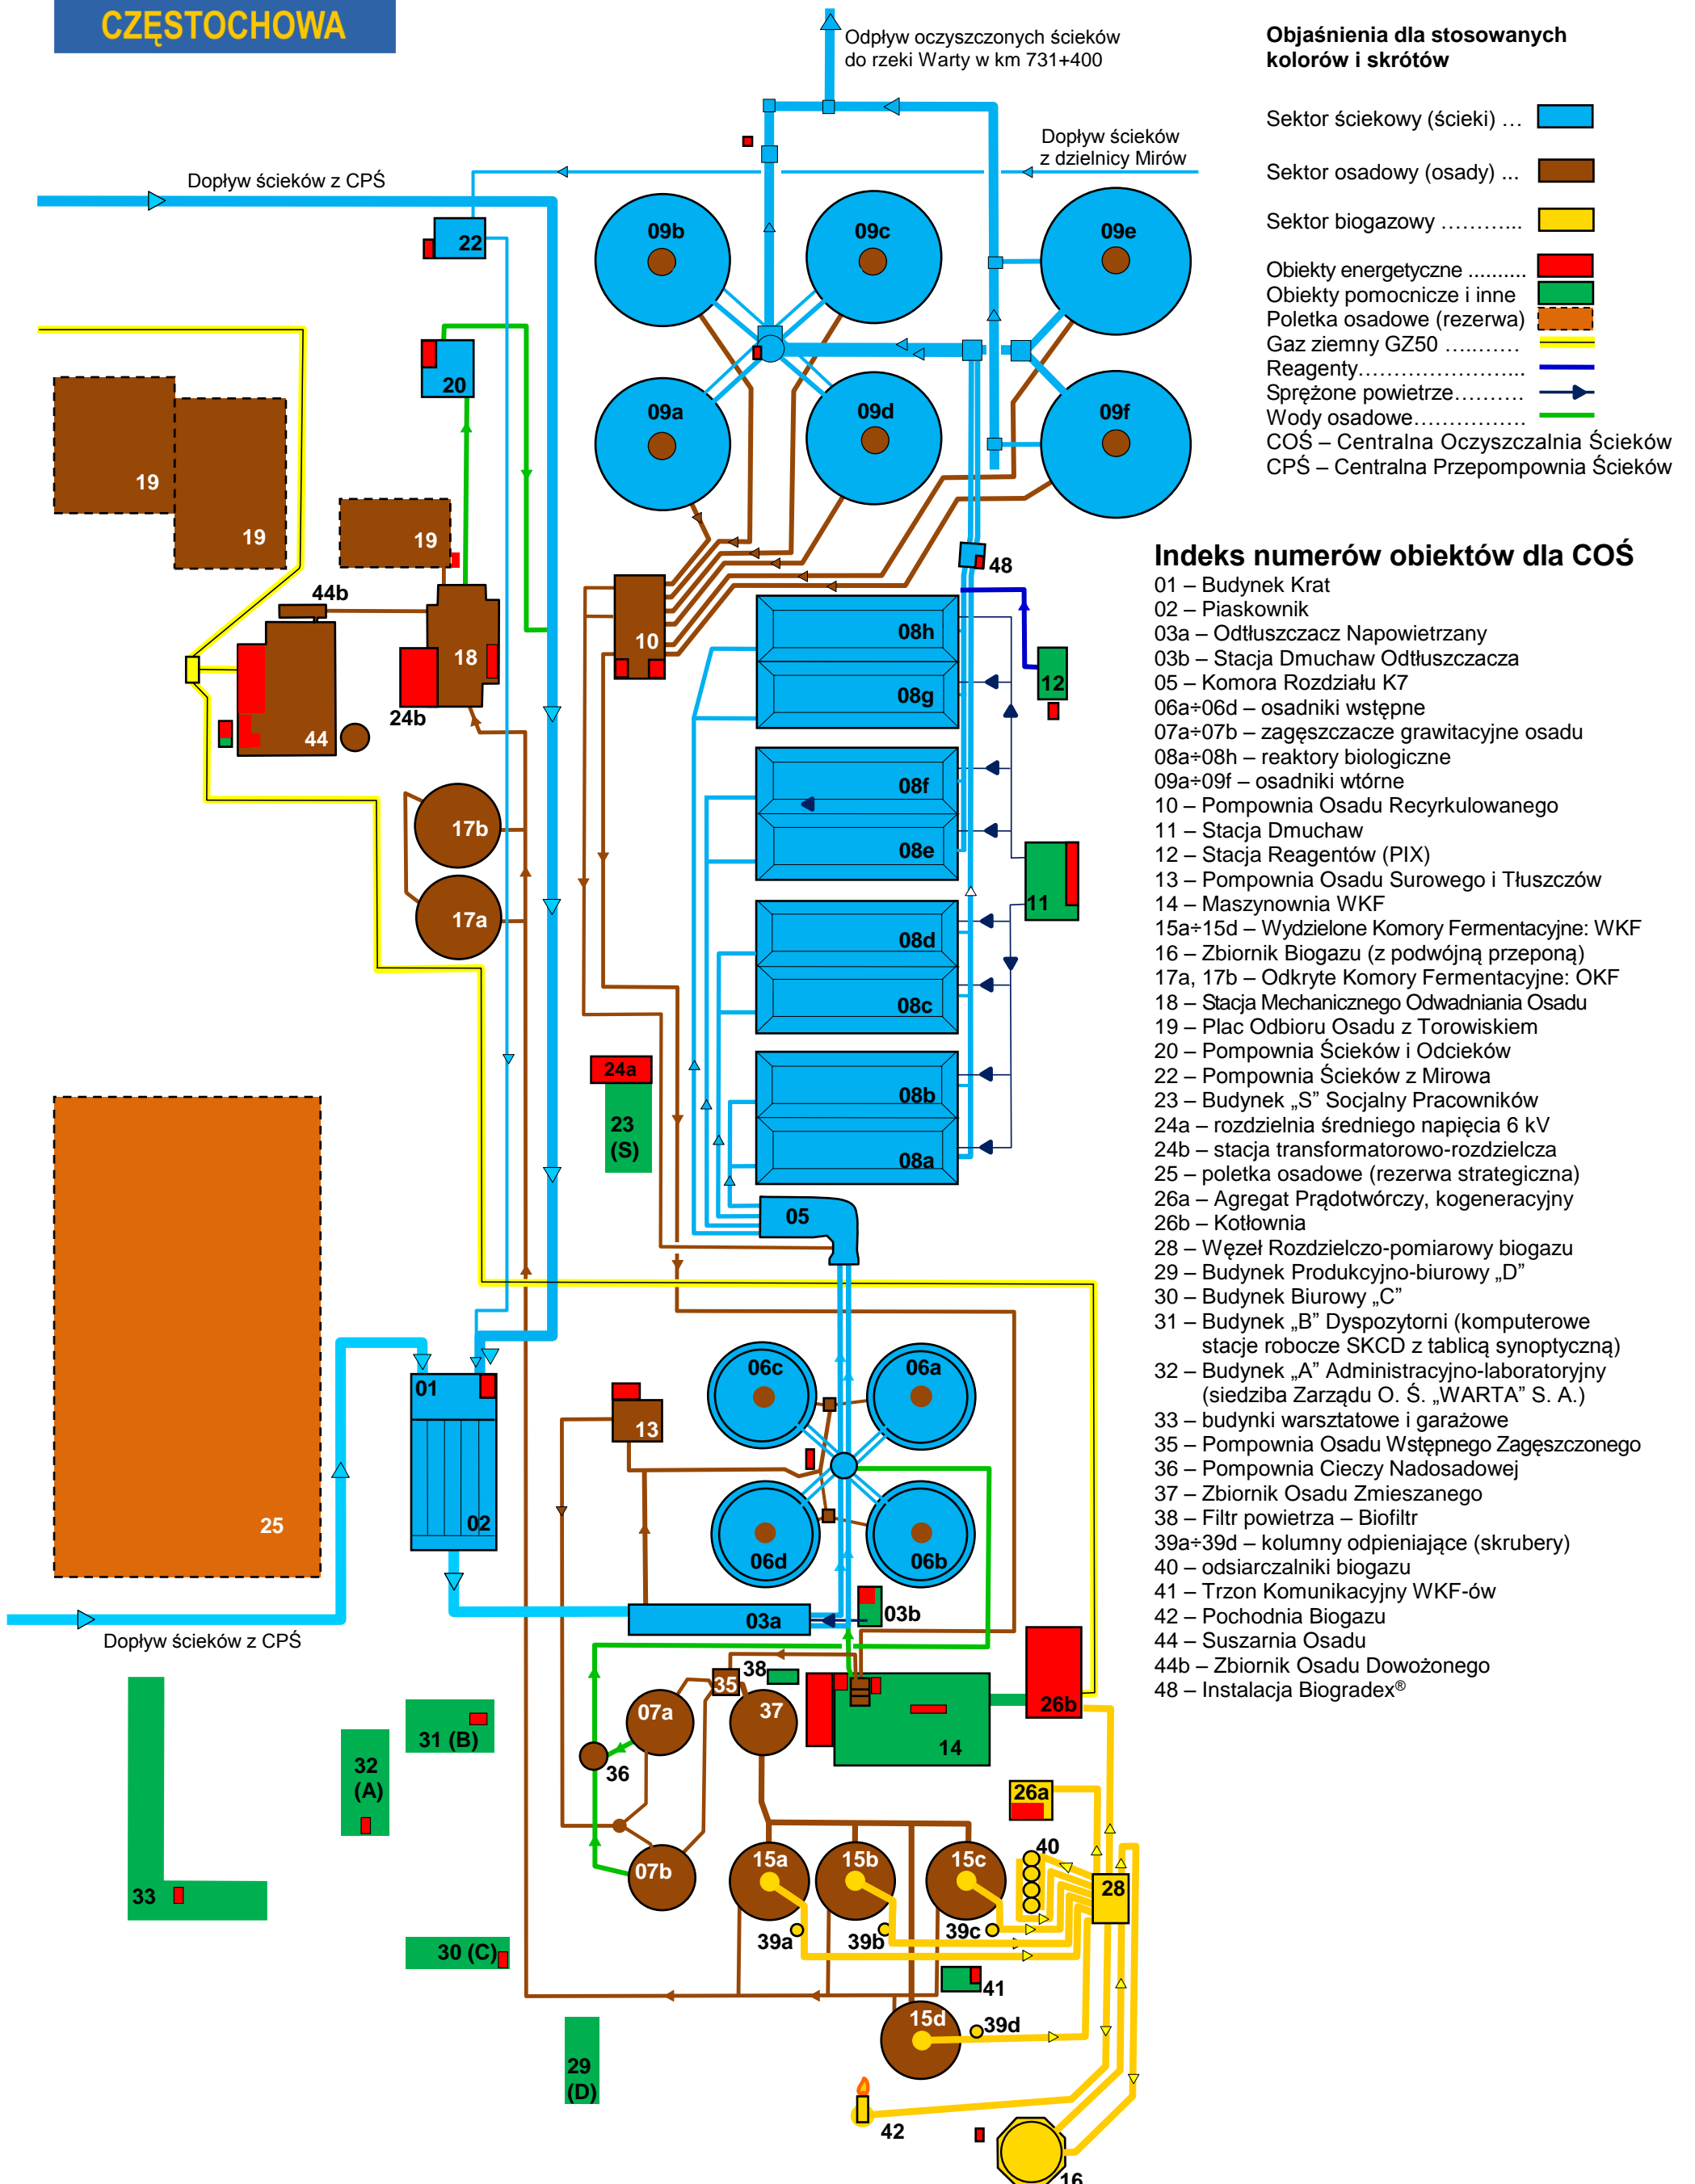 CZĘSTOCHOWA
Odpływ oczyszczonych ścieków
do rzeki Warty w km 731+400
Dopływ ścieków
z dzielnicy Mirów
Dopływ ścieków z CPŚ
Objaśnienia dla stosowanych
kolorów i skrótów
Sektor ściekowy (ścieki) …
Sektor osadowy (osady) ...
Sektor biogazowy ………...
Obiekty energetyczne ..........
Obiekty pomocnicze i inne
Poletka osadowe (rezerwa)
Gaz ziemny GZ50 …..……
Reagenty…………………...
Sprężone powietrze……….
Wody osadowe…………….
COŚ – Centralna Oczyszczalnia Ścieków
CPŚ – Centralna Przepompownia Ścieków
Indeks numerów obiektów dla COŚ
01 – Budynek Krat
02 – Piaskownik
03a – Odtłuszczacz Napowietrzany
03b – Stacja Dmuchaw Odtłuszczacza
05 – Komora Rozdziału K7
06a÷06d – osadniki wstępne
07a÷07b – zagęszczacze grawitacyjne osadu
08a÷08h – reaktory biologiczne
09a÷09f – osadniki wtórne
10 – Pompownia Osadu Recyrkulowanego
11 – Stacja Dmuchaw
12 – Stacja Reagentów (PIX)
13 – Pompownia Osadu Surowego i Tłuszczów
14 – Maszynownia WKF
15a÷15d – Wydzielone Komory Fermentacyjne: WKF
16 – Zbiornik Biogazu (z podwójną przeponą)
17a, 17b – Odkryte Komory Fermentacyjne: OKF
18 – Stacja Mechanicznego Odwadniania Osadu
19 – Plac Odbioru Osadu z Torowiskiem
20 – Pompownia Ścieków i Odcieków
22 – Pompownia Ścieków z Mirowa
23 – Budynek „S” Socjalny Pracowników
24a – rozdzielnia średniego napięcia 6 kV
24b – stacja transformatorowo-rozdzielcza
25 – poletka osadowe (rezerwa strategiczna)
26a – Agregat Prądotwórczy, kogeneracyjny
26b – Kotłownia
28 – Węzeł Rozdzielczo-pomiarowy biogazu
29 – Budynek Produkcyjno-biurowy „D”
30 – Budynek Biurowy „C”
31 – Budynek „B” Dyspozytorni (komputerowe
stacje robocze SKCD z tablicą synoptyczną)
32 – Budynek „A” Administracyjno-laboratoryjny
(siedziba Zarządu O. Ś. „WARTA” S. A.)
33 – budynki warsztatowe i garażowe
35 – Pompownia Osadu Wstępnego Zagęszczonego
36 – Pompownia Cieczy Nadosadowej
37 – Zbiornik Osadu Zmieszanego
38 – Filtr powietrza – Biofiltr
39a÷39d – kolumny odpieniające (skrubery)
40 – odsiarczalniki biogazu
41 – Trzon Komunikacyjny WKF-ów
42 – Pochodnia Biogazu
44 – Suszarnia Osadu
44b – Zbiornik Osadu Dowożonego
48 – Instalacja Biogradex®
22
09b
09c
09e
20
09a
09d
09f
19
19
19
48
44b
10
08h
18
12
08g
24b
44
08f
17b
08e
11
17a
08d
08c
24a
08b
23
(S)
08a
05
06c
06a
01
13
25
02
06d
06b
03a
03b
Dopływ ścieków z CPŚ
38
35
07a
37
26b
31 (B)
14
32
(A)
36
26a
40
15a
15b
15c
07b
28
33
39a
39b
39c
30 (C)
41
15d
39d
29
(D)
42
16